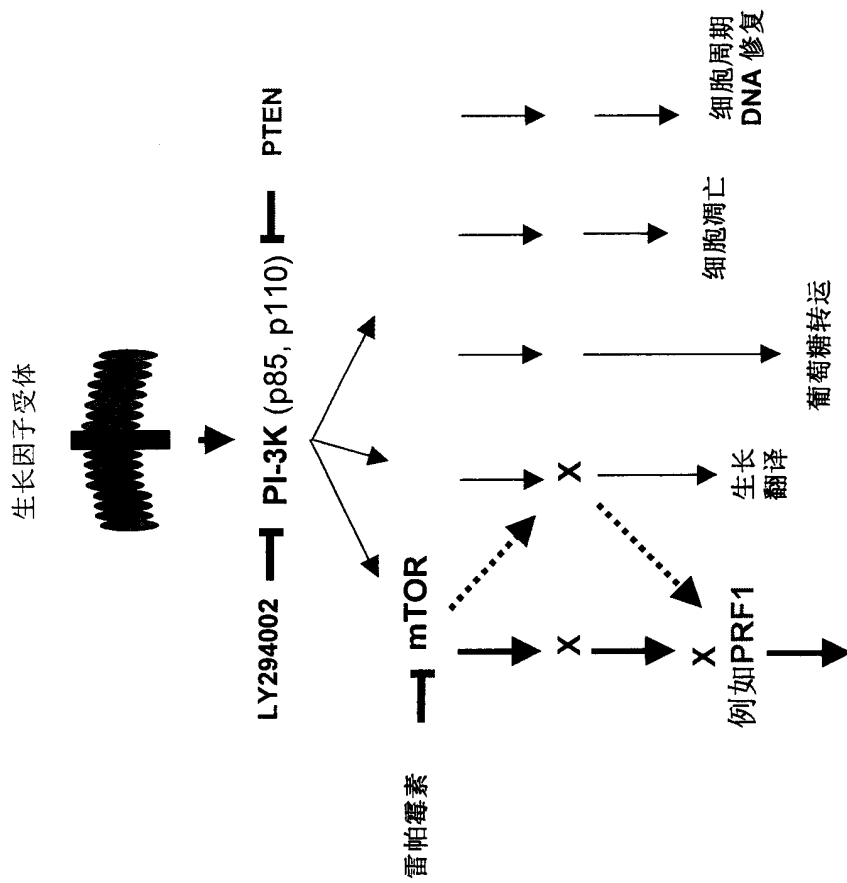 生长因子受体
LY294002
PI-3K (p85, p110)
PTEN
雷帕霉素
mTOR
X
X
X
例如PRF1
生长
翻译
葡萄糖转运
细胞凋亡
细胞周期
DNA 修复